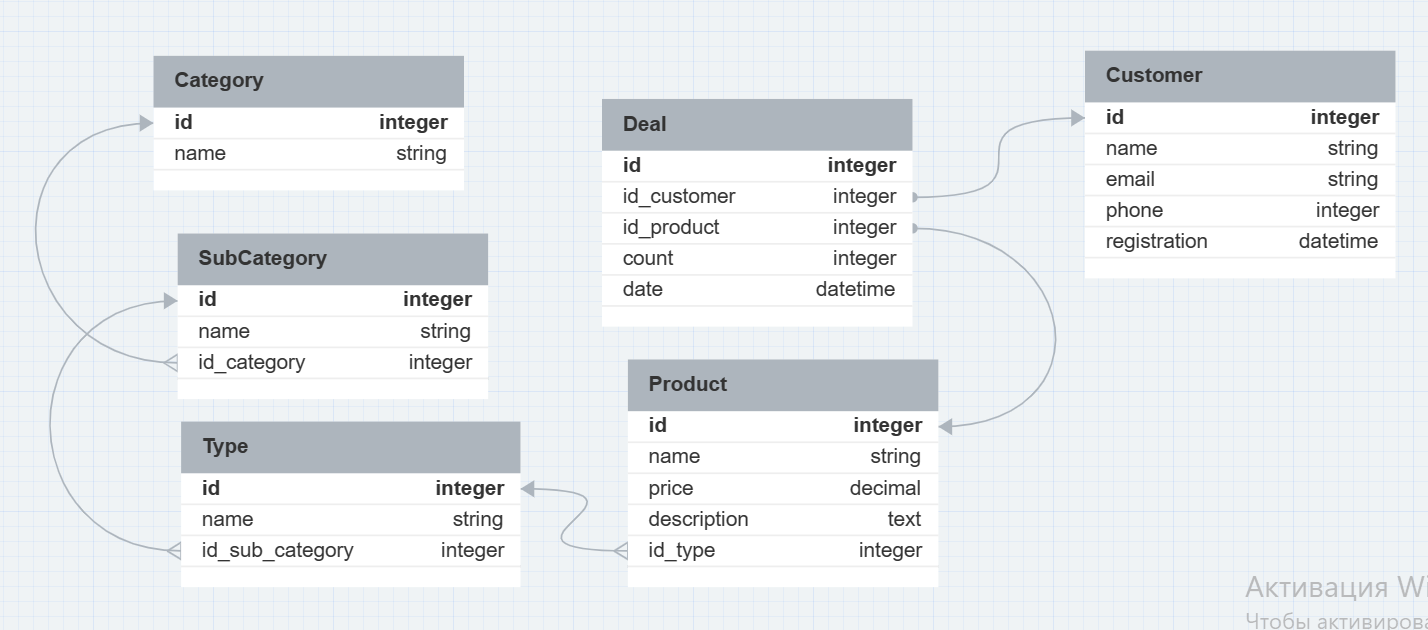 Category
id integer
name string
SubCategory
id integer
name string
id_category integer
Type
id integer
name string
id_sub_category integer
Deal
id integer
id_customer integer
id_product integer
count integer
date datetime
Product
id integer
name string
price decimal
description text
id_type integer
Customer
id integer
name string
email string
phone integer
registration datetime
Активация Wi
Чтобы активирова